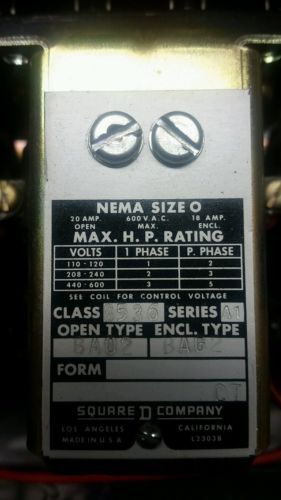 NEMA SIZE 0
20 AMP. 600 V.A.C. 18 AMP.
OPEN MAX. ENCL.
MAX. H. P. RATING
VOLTS 1 PHASE P. PHASE
110-120 1 2
208-240 2 3
440-600 3 5
SEE COIL FOR CONTROL VOLTAGE
CLASS 8536 SERIES A1
OPEN TYPE ENCL. TYPE
BAO2 BAG2
FORM
CT
SQUARE D COMPANY
LOS ANGELES CALIFORNIA
MADE IN U.S.A. L2303B